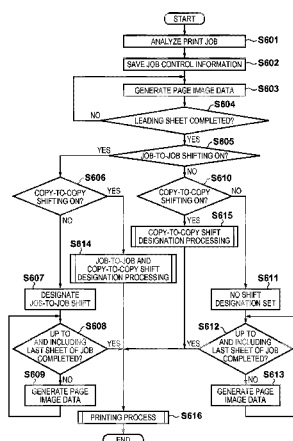 START
ANALYZE PRINT JOB
S601
SAVE JOB CONTROL INFORMATION
S602
GENERATE PAGE IMAGE DATA
S603
S604
NO
LEADING SHEET COMPLETED?
YES
S605
YES
JOB-TO-JOB SHIFTING ON?
S606
COPY-TO-COPY
SHIFTING ON?
YES
NO
S610
COPY-TO-COPY
SHIFTING ON?
NO
YES
S615
COPY-TO-COPY SHIFT
DESIGNATION PROCESSING
S614
JOB-TO-JOB AND
COPY-TO-COPY SHIFT
DESIGNATION PROCESSING
S607
DESIGNATE
JOB-TO-JOB SHIFT
S611
NO SHIFT
DESIGNATION SET
S608
UP TO
AND INCLUDING
LAST SHEET OF JOB
COMPLETED?
YES
NO
S612
UP TO
AND INCLUDING
LAST SHEET OF JOB
COMPLETED?
YES
NO
S609
GENERATE PAGE
IMAGE DATA
S613
GENERATE PAGE
IMAGE DATA
PRINTING PROCESS
S616
END